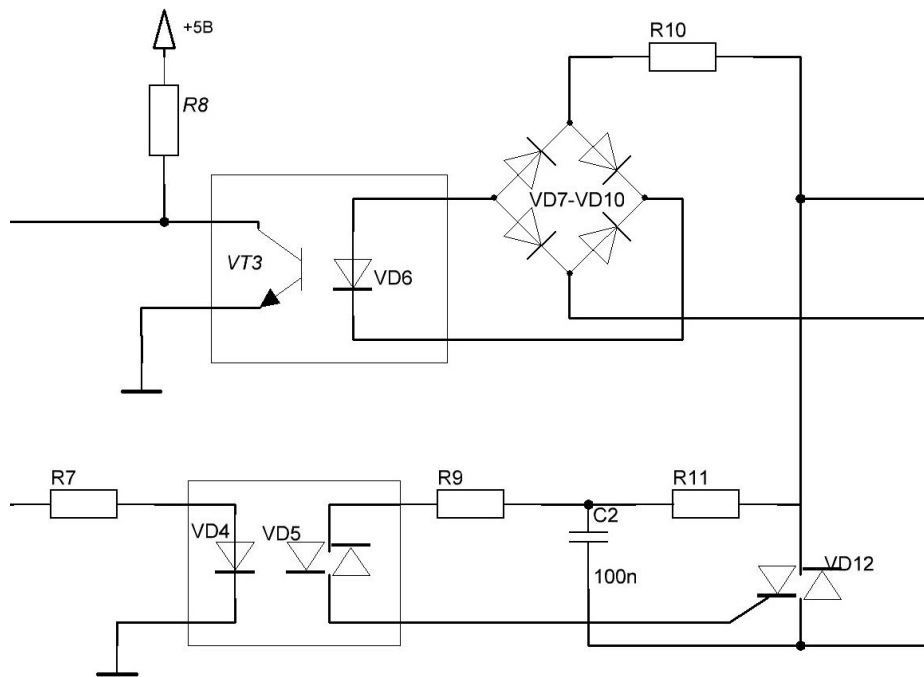 +5В
R8
R10
VD7-VD10
VT3
VD6
R7
R9
R11
C2
VD4
VD5
100n
VD12